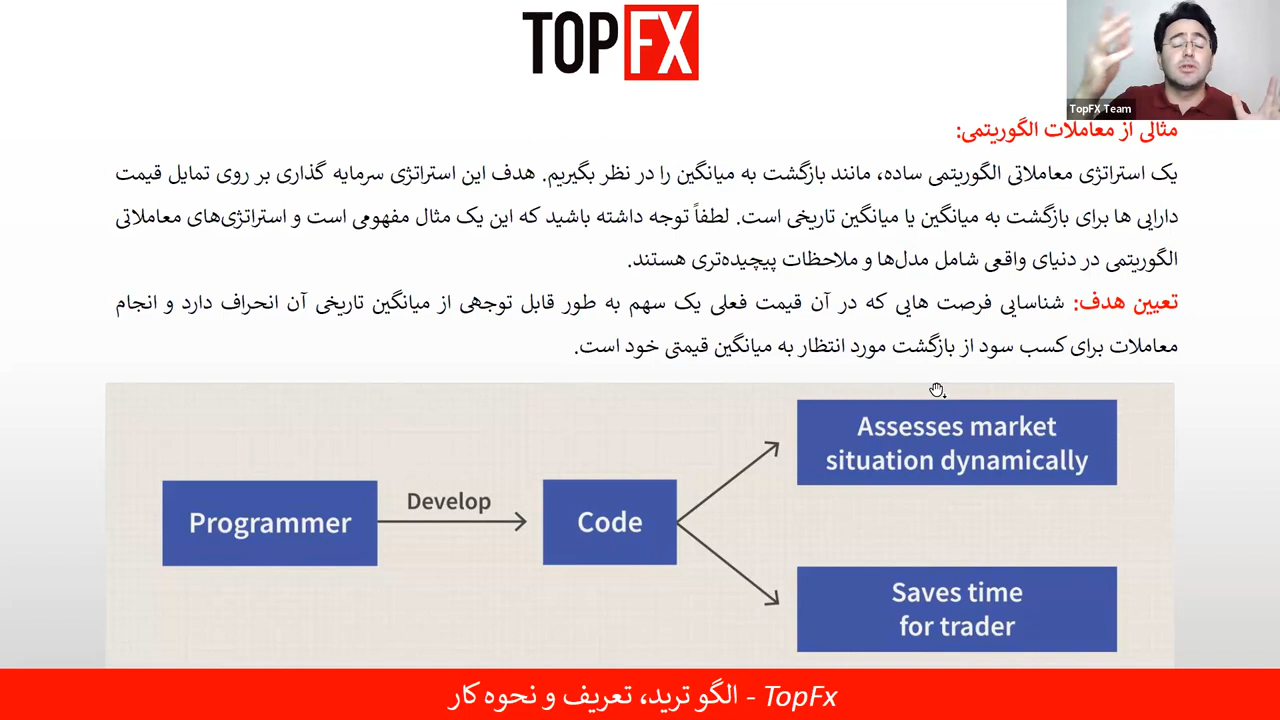 TOPFX
TopFX Team
مثالی از معاملات الگوریتمی:
یک استراتژی معاملاتی الگوریتمی ساده، مانند بازگشت به میانگین را در نظر بگیریم. هدف این استراتژی سرمایه گذاری بر روی تمایل قیمت
دارایی ها برای بازگشت به میانگین یا میانگین تاریخی است. لطفاً توجه داشته باشید که این یک مثال مفهومی است و استراتژی‌های معاملاتی
الگوریتمی در دنیای واقعی شامل مدل‌ها و ملاحظات پیچیده‌تری هستند.
تعیین هدف: شناسایی فرصت هایی که در آن قیمت فعلی یک سهم به طور قابل توجهی از میانگین تاریخی آن انحراف دارد و انجام
معاملات برای کسب سود از بازگشت مورد انتظار به میانگین قیمتی خود است.
Programmer
Develop
Code
Assesses market
situation dynamically
Saves time
for trader
الگو ترید، تعریف و نحوه کار - TopFx